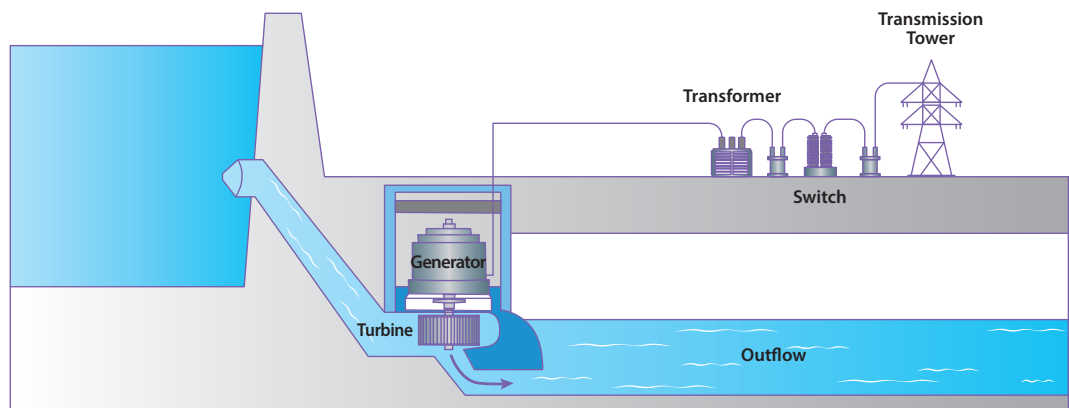 Transmission
Tower
Transformer
Switch
Generator
Turbine
Outflow